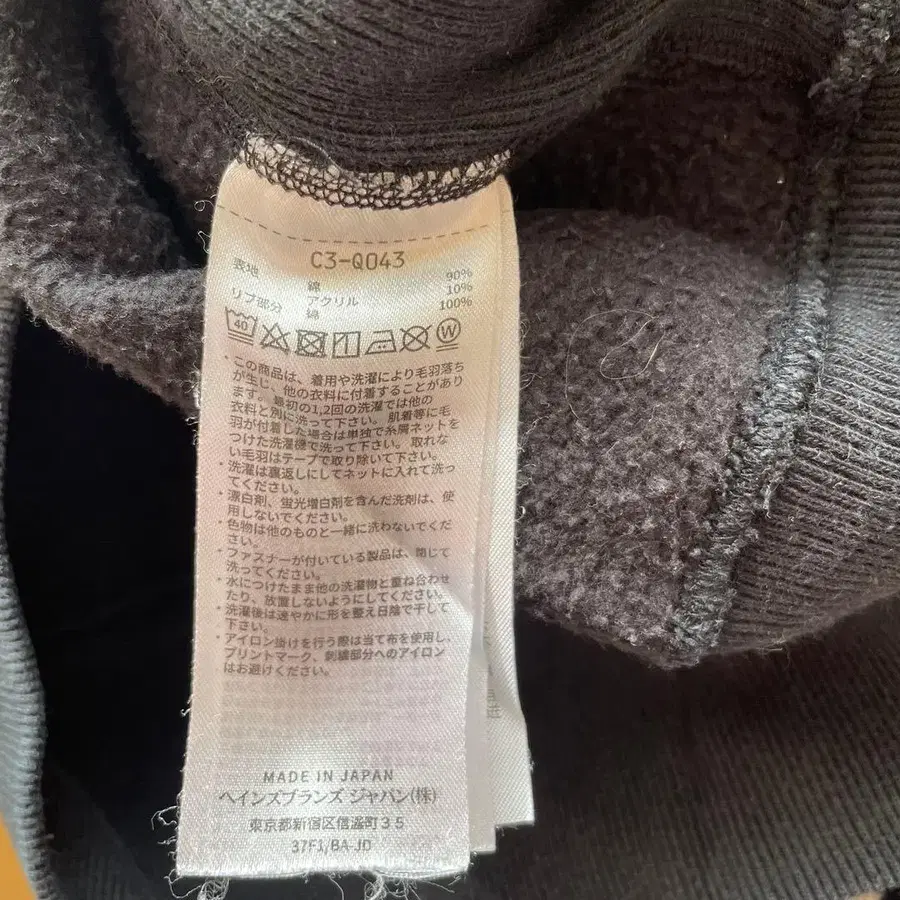 C3-Q043
表地 綿 90%
アクリル 10%
リブ部分 綿 100%
40 W
・この商品は、着用や洗濯により毛羽落ち
が生じ、他の衣料に付着することがあり
ます。最初の1,2回の洗濯では他の
衣料と別に洗って下さい。肌着等に毛
羽が付着した場合は単独で糸屑ネットを
つけた洗濯機で洗って下さい。取れな
い毛羽はテープで取り除いて下さい。
・洗濯は裏返しにしてネットに入れて洗っ
てください。
・漂白剤、蛍光増白剤を含んだ洗剤は、使
用しないでください。
・色物は他のものと一緒に洗わないでくだ
さい。
・ファスナーが付いている製品は、閉じて
洗ってください。
・水につけたまま他の洗濯物と重ね合わせ
たり、放置しないようにしてください。
・洗濯後は速やかに形を整え日陰で干して
下さい。
・アイロン掛けを行う際は当て布を使用し、
プリントマーク、刺繍部分へのアイロン
はお避けください。
MADE IN JAPAN
ヘインズブランズ ジャパン(株)
東京都新宿区信濃町35
37F1,BA-JD